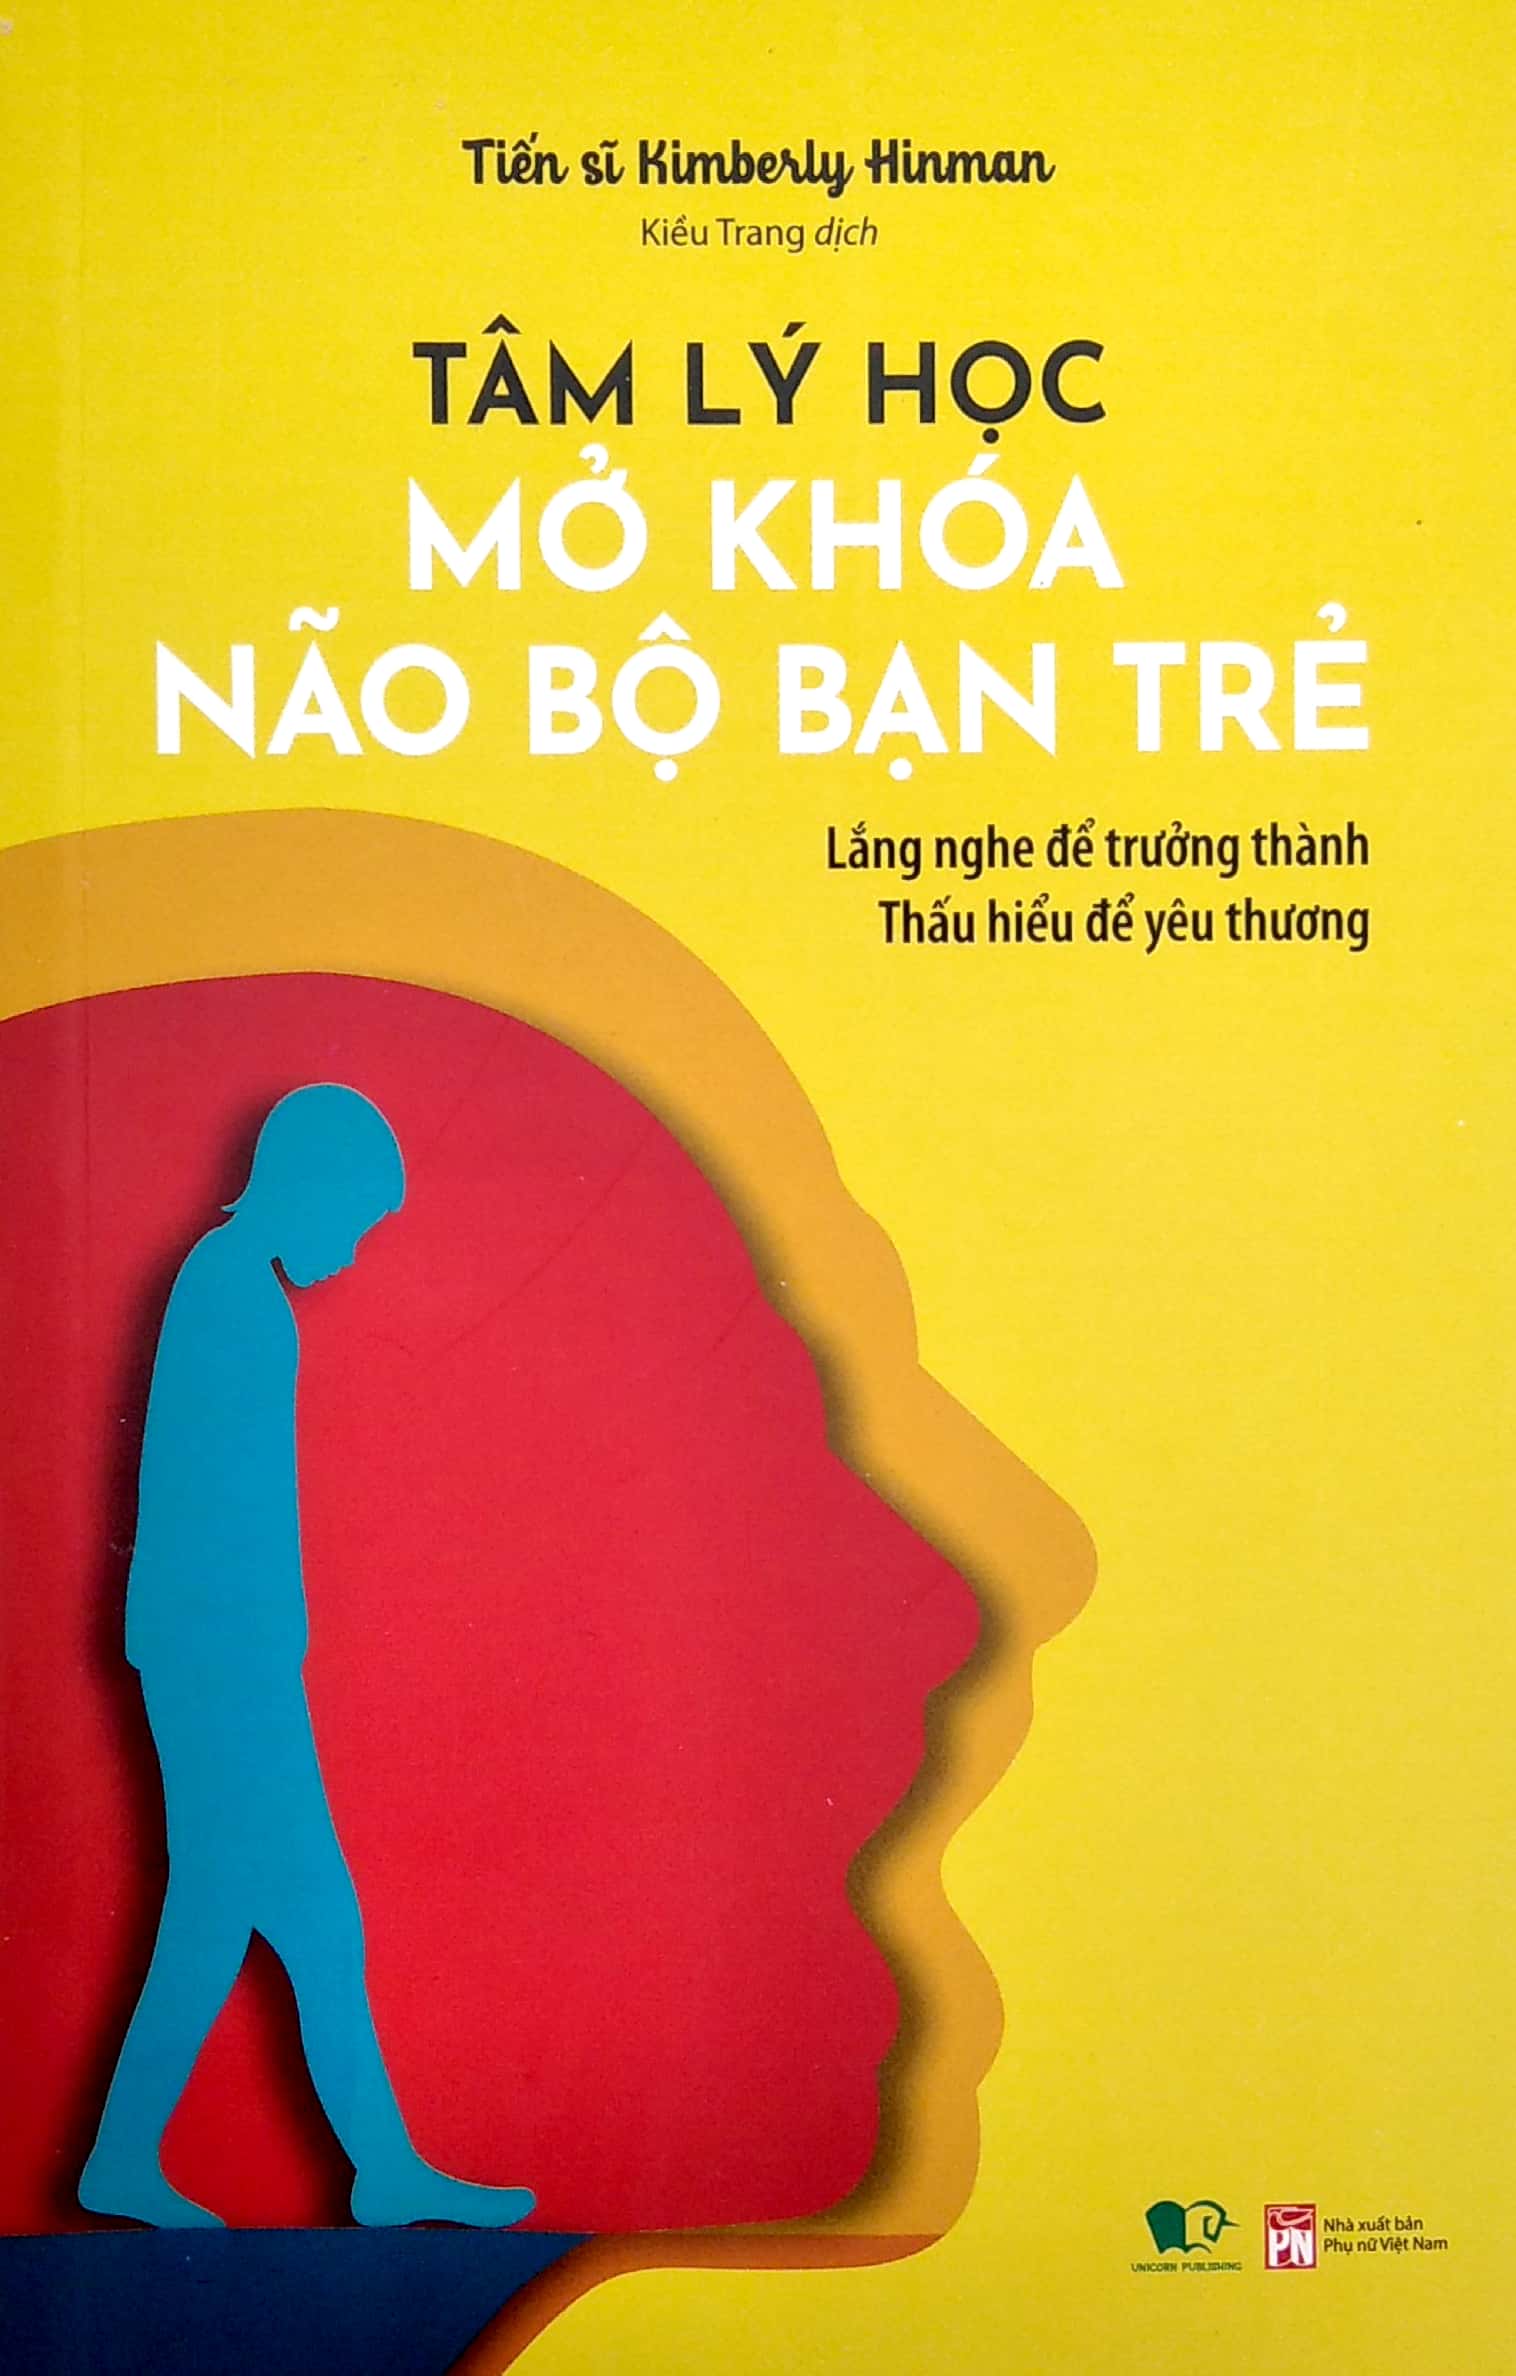 Tiến sĩ Kimberly Hinman
Kiều Trang dịch
TÂM LÝ HỌC
MỞ KHÓA
NÃO BỘ BẠN TRẺ
Lắng nghe để trưởng thành
Thấu hiểu để yêu thương
UNICORN PUBLISHING
PN
Nhà xuất bản
Phụ nữ Việt Nam